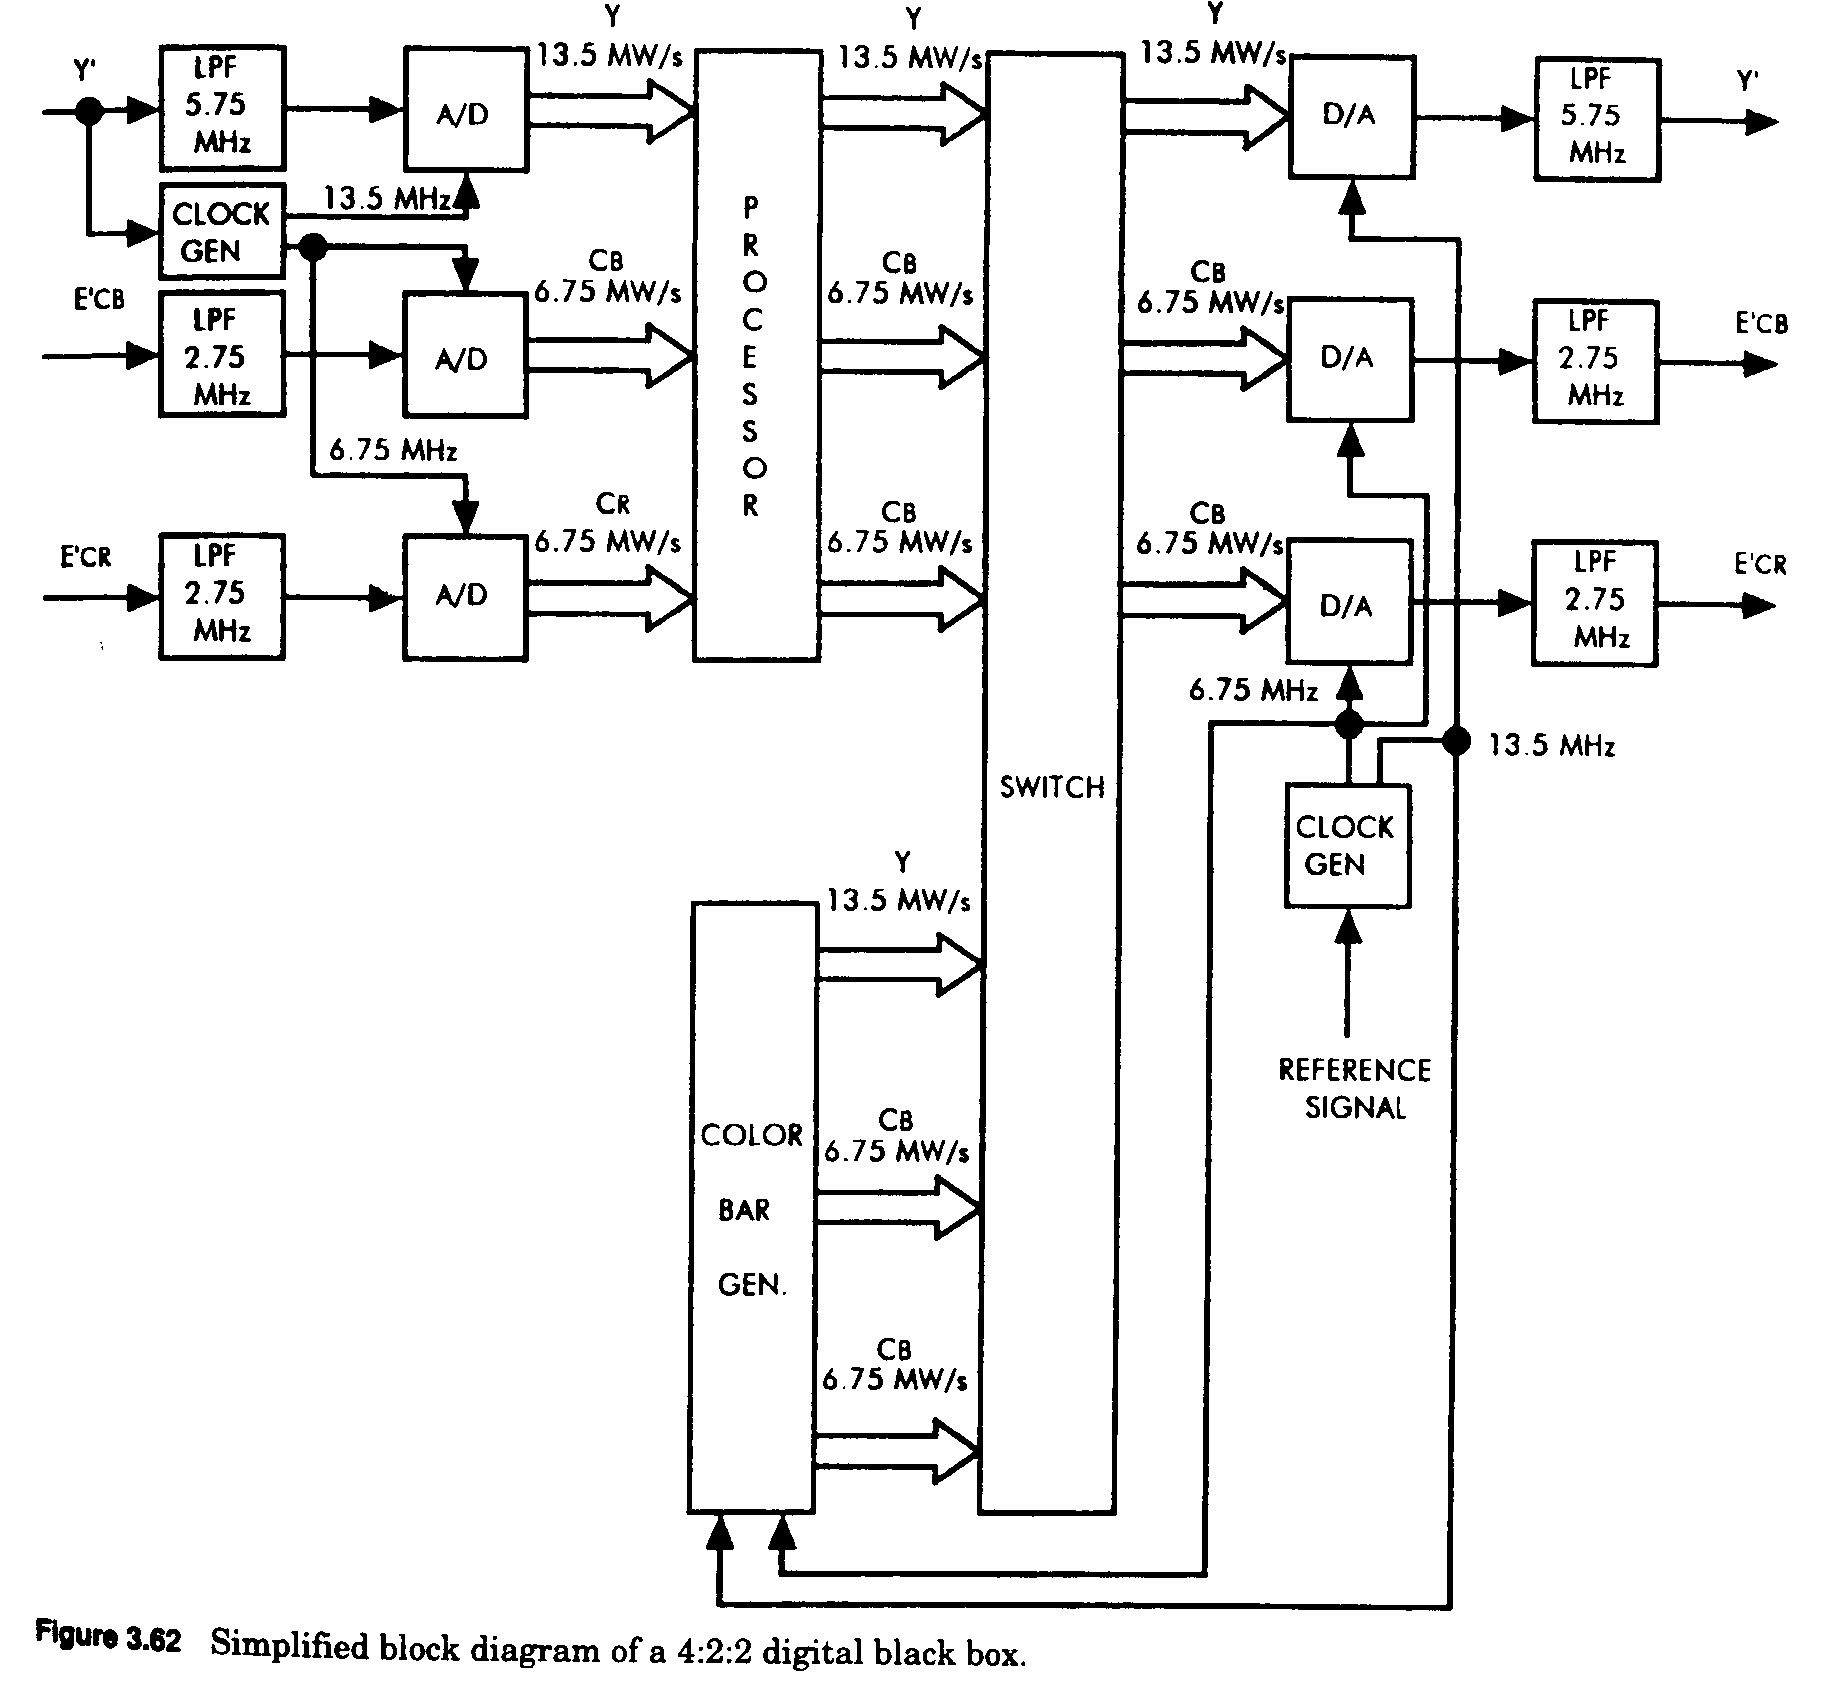 Y
13.5 MW/s
Y
13.5 MW/s
Y
13.5 MW/s
Y'
LPF
5.75
MHz
A/D
D/A
LPF
5.75
MHz
Y'
CLOCK
GEN
13.5 MHz
E'CB
LPF
2.75
MHz
A/D
CB
6.75 MW/s
CB
6.75 MW/s
CB
6.75 MW/s
D/A
LPF
2.75
MHz
E'CB
P
R
O
C
E
S
S
O
R
6.75 MHz
E'CR
LPF
2.75
MHz
A/D
CR
6.75 MW/s
CB
6.75 MW/s
CB
6.75 MW/s
D/A
LPF
2.75
MHz
E'CR
6.75 MHz
13.5 MHz
SWITCH
CLOCK
GEN
REFERENCE
SIGNAL
Y
13.5 MW/s
COLOR
BAR
GEN.
CB
6.75 MW/s
CB
6.75 MW/s
Figure 3.62 Simplified block diagram of a 4:2:2 digital black box.